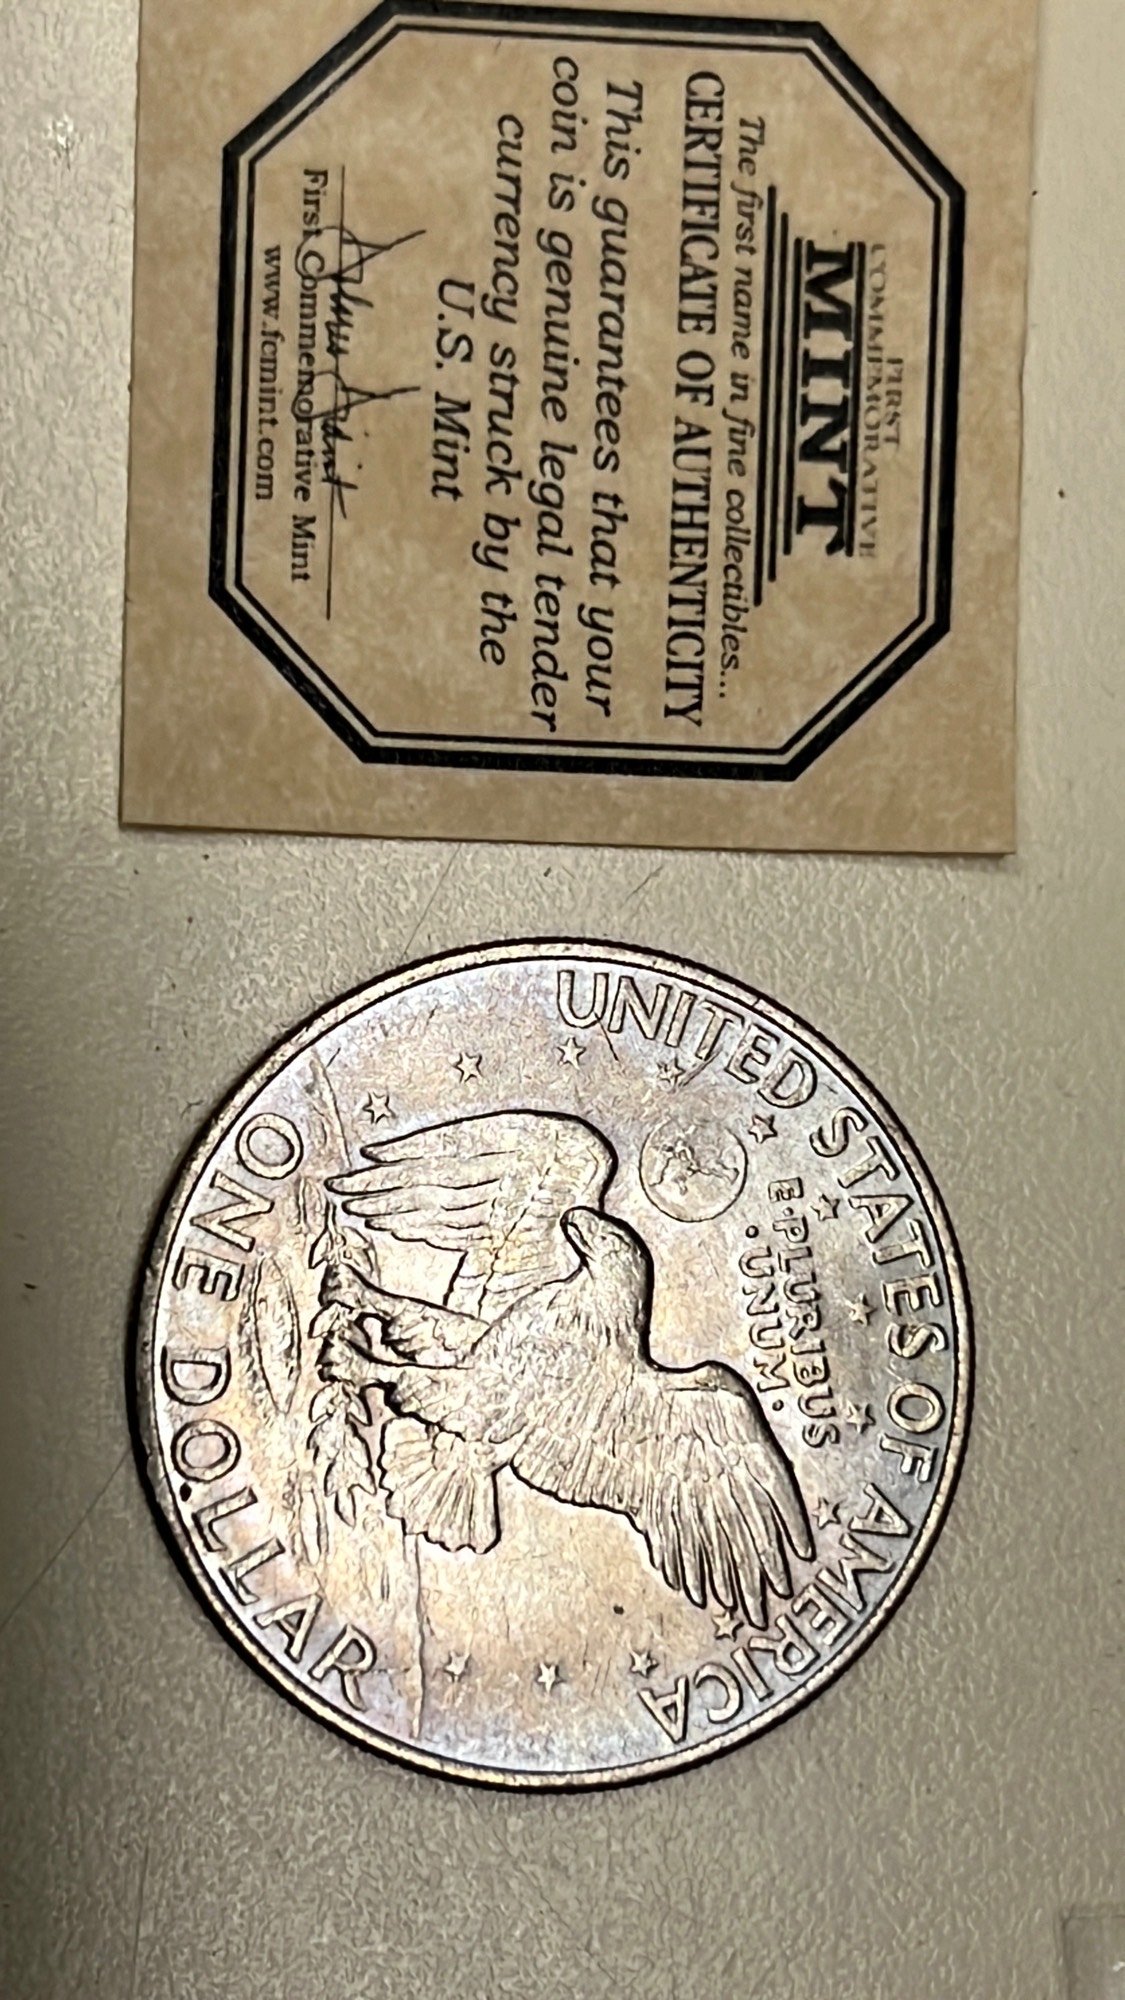 FIRST
COMMEMORATIVE
MINT
The first name in fine collectibles...
CERTIFICATE OF AUTHENTICITY
This guarantees that your
coin is genuine legal tender
currency struck by the
U.S. Mint
First Commemorative Mint
www.fcmint.com
UNITED STATES OF AMERICA
E·PLURIBUS
·UNUM·
ONE DOLLAR